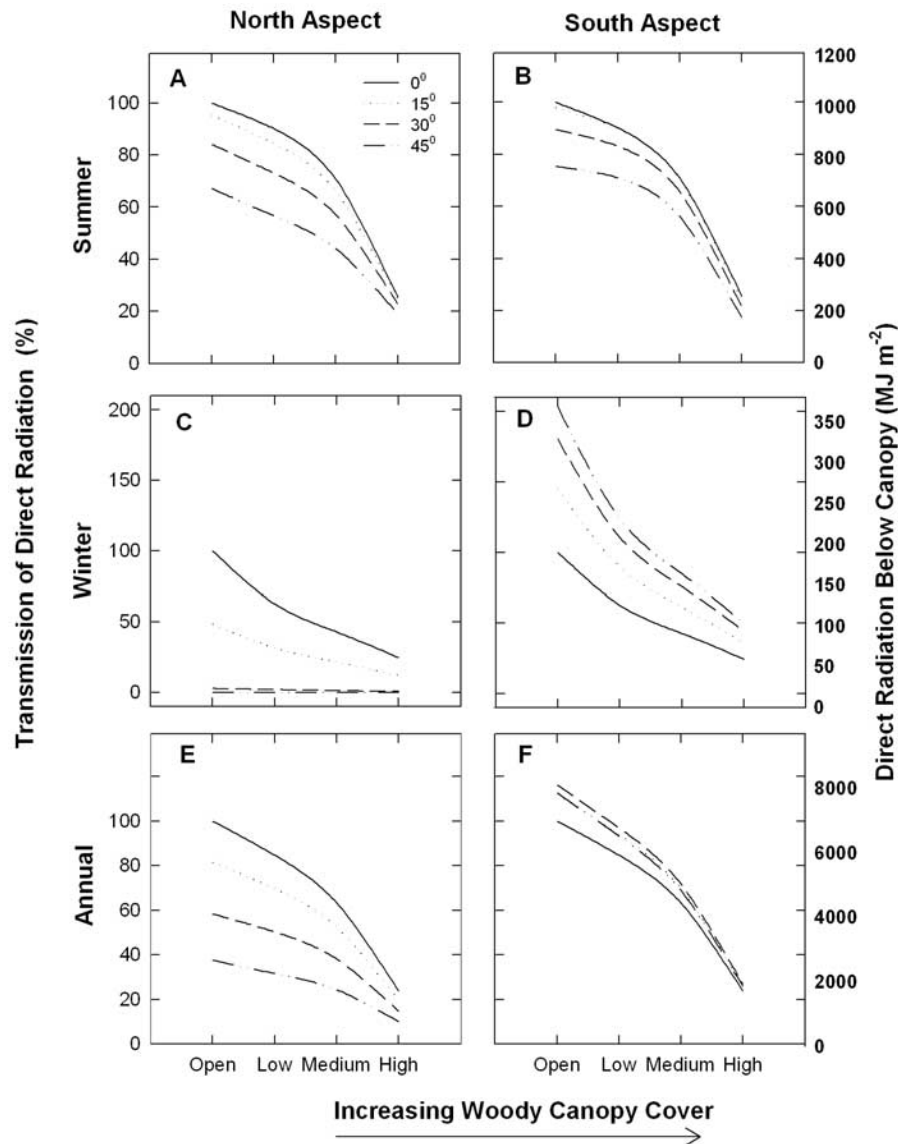 North Aspect
South Aspect
A
0⁰
15⁰
30⁰
45⁰
100
80
60
40
20
0
Summer
B
1200
1000
800
600
400
200
0
C
200
150
100
50
0
Winter
D
350
300
250
200
150
100
50
0
E
100
80
60
40
20
0
Annual
F
8000
6000
4000
2000
0
Transmission of Direct Radiation (%)
Direct Radiation Below Canopy (MJ m⁻²)
Open Low Medium High
Open Low Medium High
Increasing Woody Canopy Cover